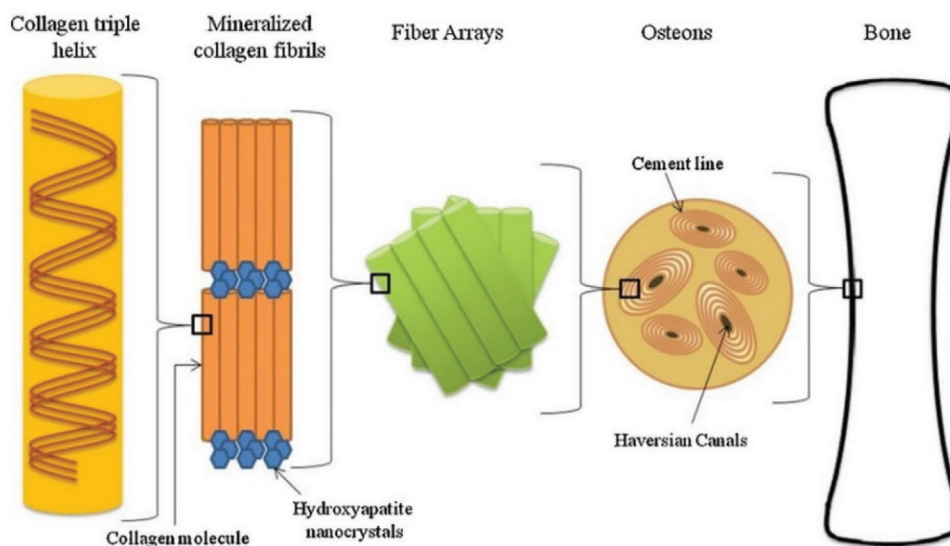 Collagen triple
helix
Mineralized
collagen fibrils
Fiber Arrays
Osteons
Bone
Cement line
Haversian Canals
Hydroxyapatite
nanocrystals
Collagen molecule